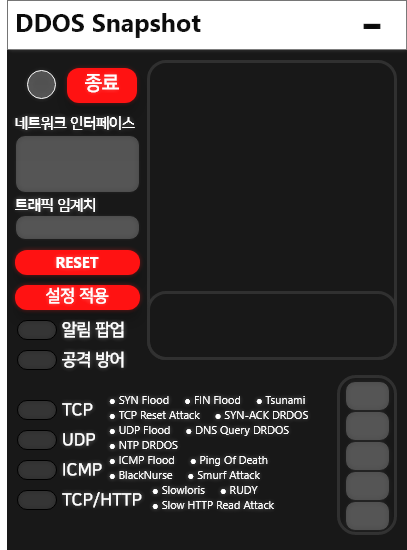 DDOS Snapshot
종료
네트워크 인터페이스
트래픽 임계치
RESET
설정 적용
알림 팝업
공격 방어
TCP
● SYN Flood ● FIN Flood ● Tsunami
● TCP Reset Attack ● SYN-ACK DRDOS
UDP
● UDP Flood ● DNS Query DRDOS
● NTP DRDOS
ICMP
● ICMP Flood ● Ping Of Death
● BlackNurse ● Smurf Attack
TCP/HTTP
● Slowloris ● RUDY
● Slow HTTP Read Attack